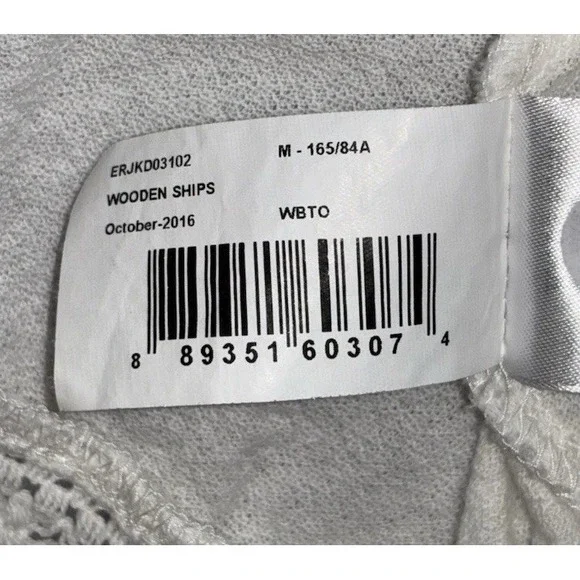 ERJKD03102 M - 165/84A
WOODEN SHIPS
October-2016 WBTO
8 89351 60307 4